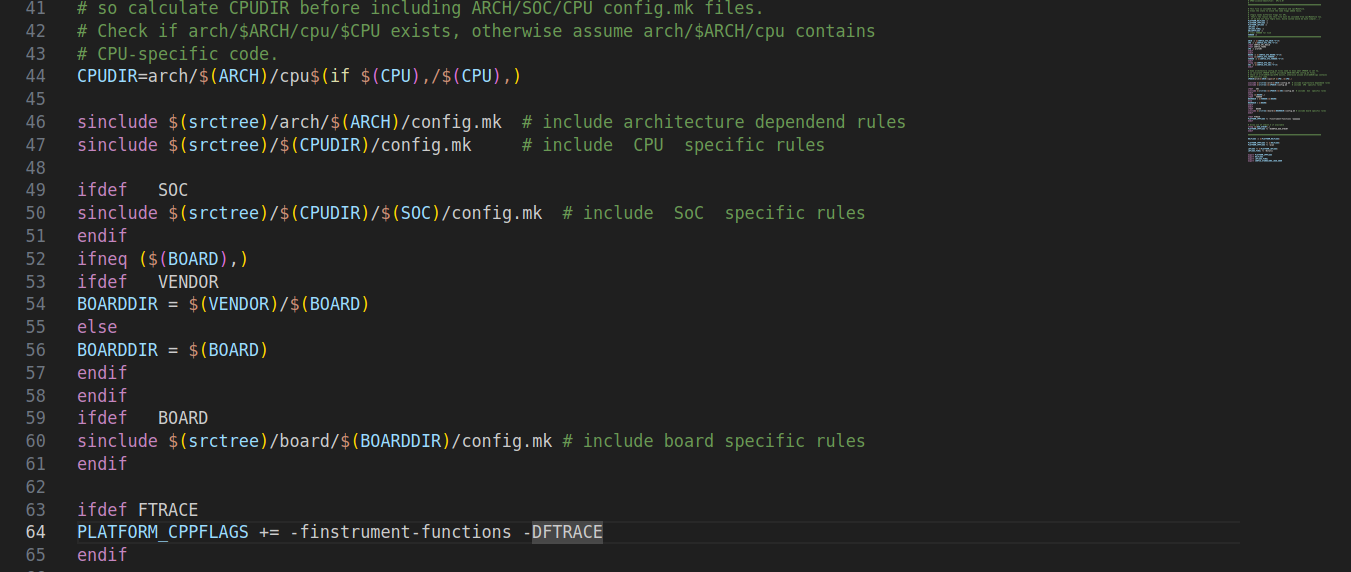 41 # so calculate CPUDIR before including ARCH/SOC/CPU config.mk files.
42 # Check if arch/$ARCH/cpu/$CPU exists, otherwise assume arch/$ARCH/cpu contains
43 # CPU-specific code.
44 CPUDIR=arch/$(ARCH)/cpu$(if $(CPU),/$(CPU),)
45
46 sinclude $(srctree)/arch/$(ARCH)/config.mk  # include architecture dependend rules
47 sinclude $(srctree)/$(CPUDIR)/config.mk     # include  CPU  specific rules
48
49 ifdef   SOC
50 sinclude $(srctree)/$(CPUDIR)/$(SOC)/config.mk  # include  SoC  specific rules
51 endif
52 ifneq ($(BOARD),)
53 ifdef   VENDOR
54 BOARDDIR = $(VENDOR)/$(BOARD)
55 else
56 BOARDDIR = $(BOARD)
57 endif
58 endif
59 ifdef   BOARD
60 sinclude $(srctree)/board/$(BOARDDIR)/config.mk # include board specific rules
61 endif
62
63 ifdef FTRACE
64 PLATFORM_CPPFLAGS += -finstrument-functions -DFTRACE
65 endif